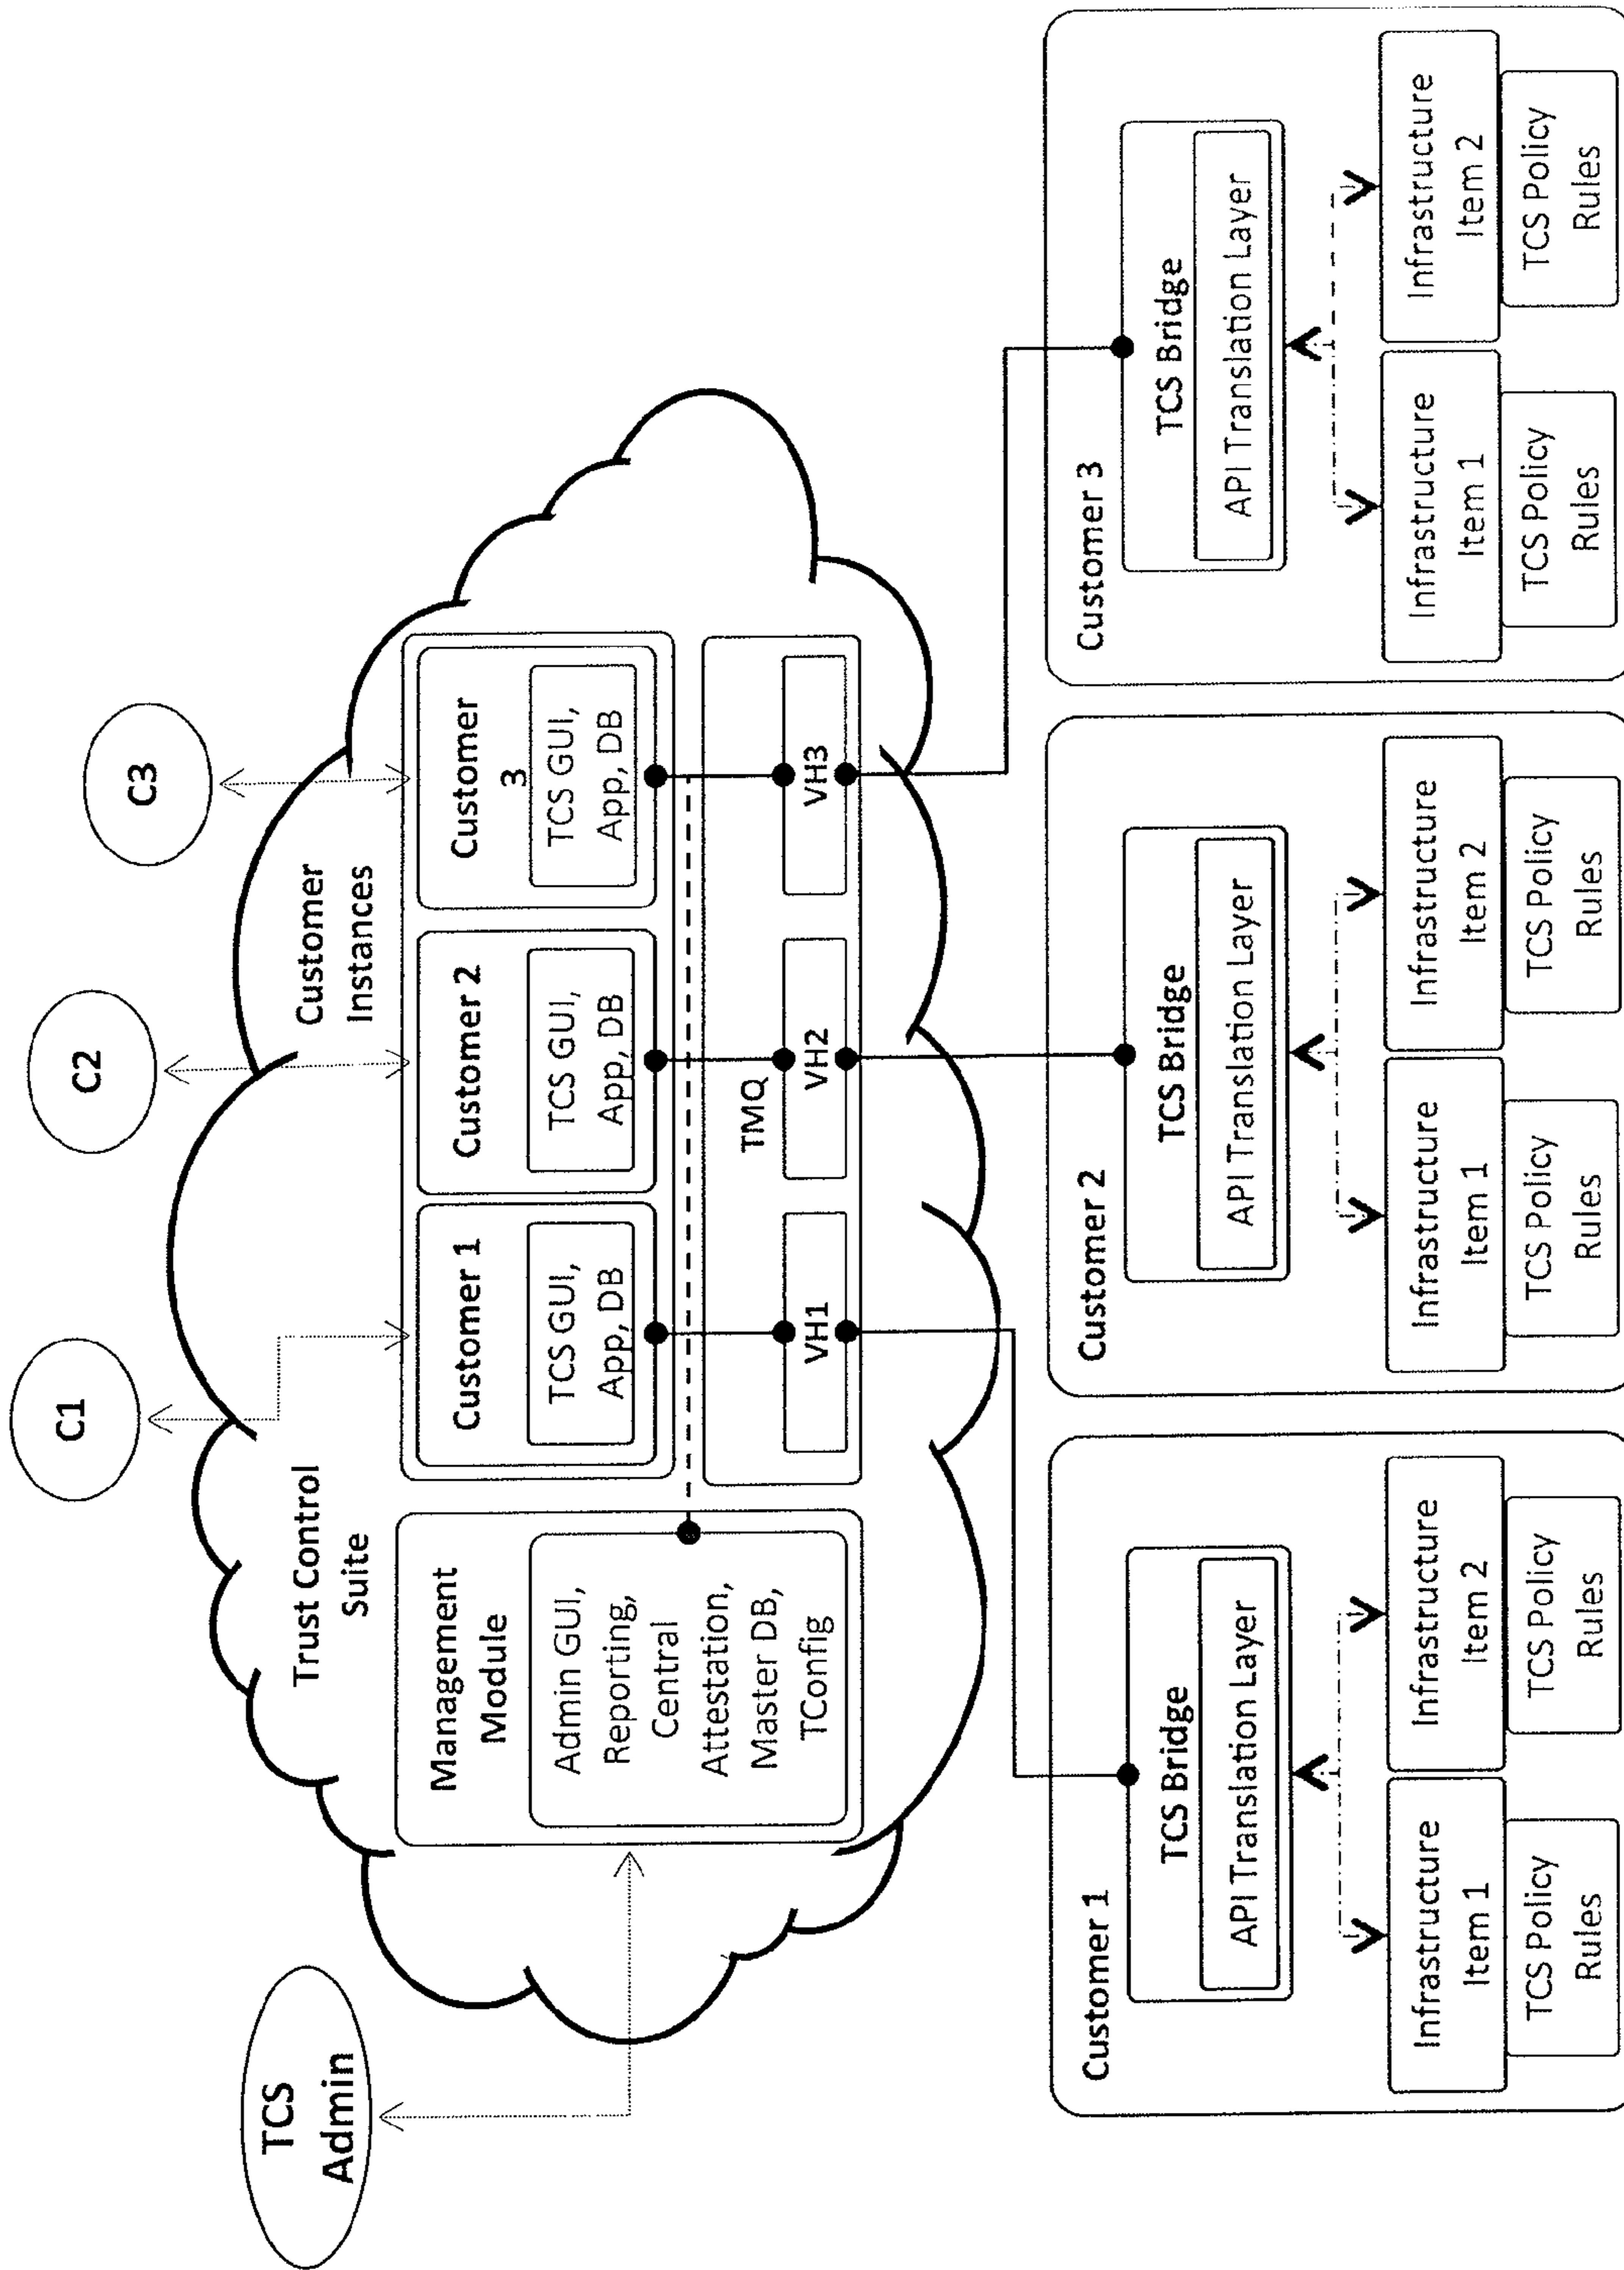 TCS
Admin
C1
C2
C3
Trust Control
Suite
Customer
Instances
Management
Module
Admin GUI,
Reporting,
Central
Attestation,
Master DB,
TConfig
Customer 1
TCS GUI,
App, DB
Customer 2
TCS GUI,
App, DB
Customer
3
TCS GUI,
App, DB
TMQ
VH1
VH2
VH3
Customer 1
TCS Bridge
API Translation Layer
Infrastructure
Item 1
TCS Policy
Rules
Infrastructure
Item 2
TCS Policy
Rules
Customer 2
TCS Bridge
API Translation Layer
Infrastructure
Item 1
TCS Policy
Rules
Infrastructure
Item 2
TCS Policy
Rules
Customer 3
TCS Bridge
API Translation Layer
Infrastructure
Item 1
TCS Policy
Rules
Infrastructure
Item 2
TCS Policy
Rules